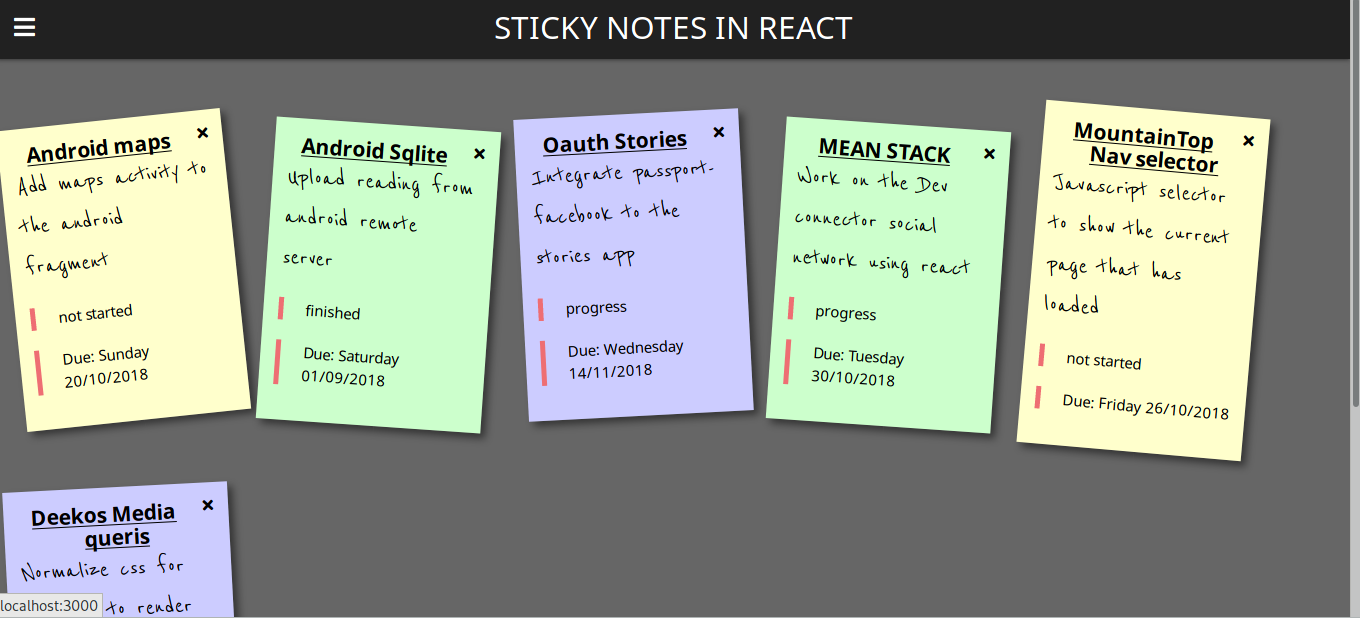 STICKY NOTES IN REACT
Android maps
Add maps activity to
the android
fragment
not started
Due: Sunday
20/10/2018
Android Sqlite
Upload reading from
android remote
server
finished
Due: Saturday
01/09/2018
Oauth Stories
Integrate passport-
facebook to the
stories app
progress
Due: Wednesday
14/11/2018
MEAN STACK
Work on the Dev
connector social
network using react
progress
Due: Tuesday
30/10/2018
MountainTop
Nav selector
Javascript selector
to show the current
page that has
loaded
not started
Due: Friday 26/10/2018
Deekos Media
queris
Normalize css for
to render
localhost:3000